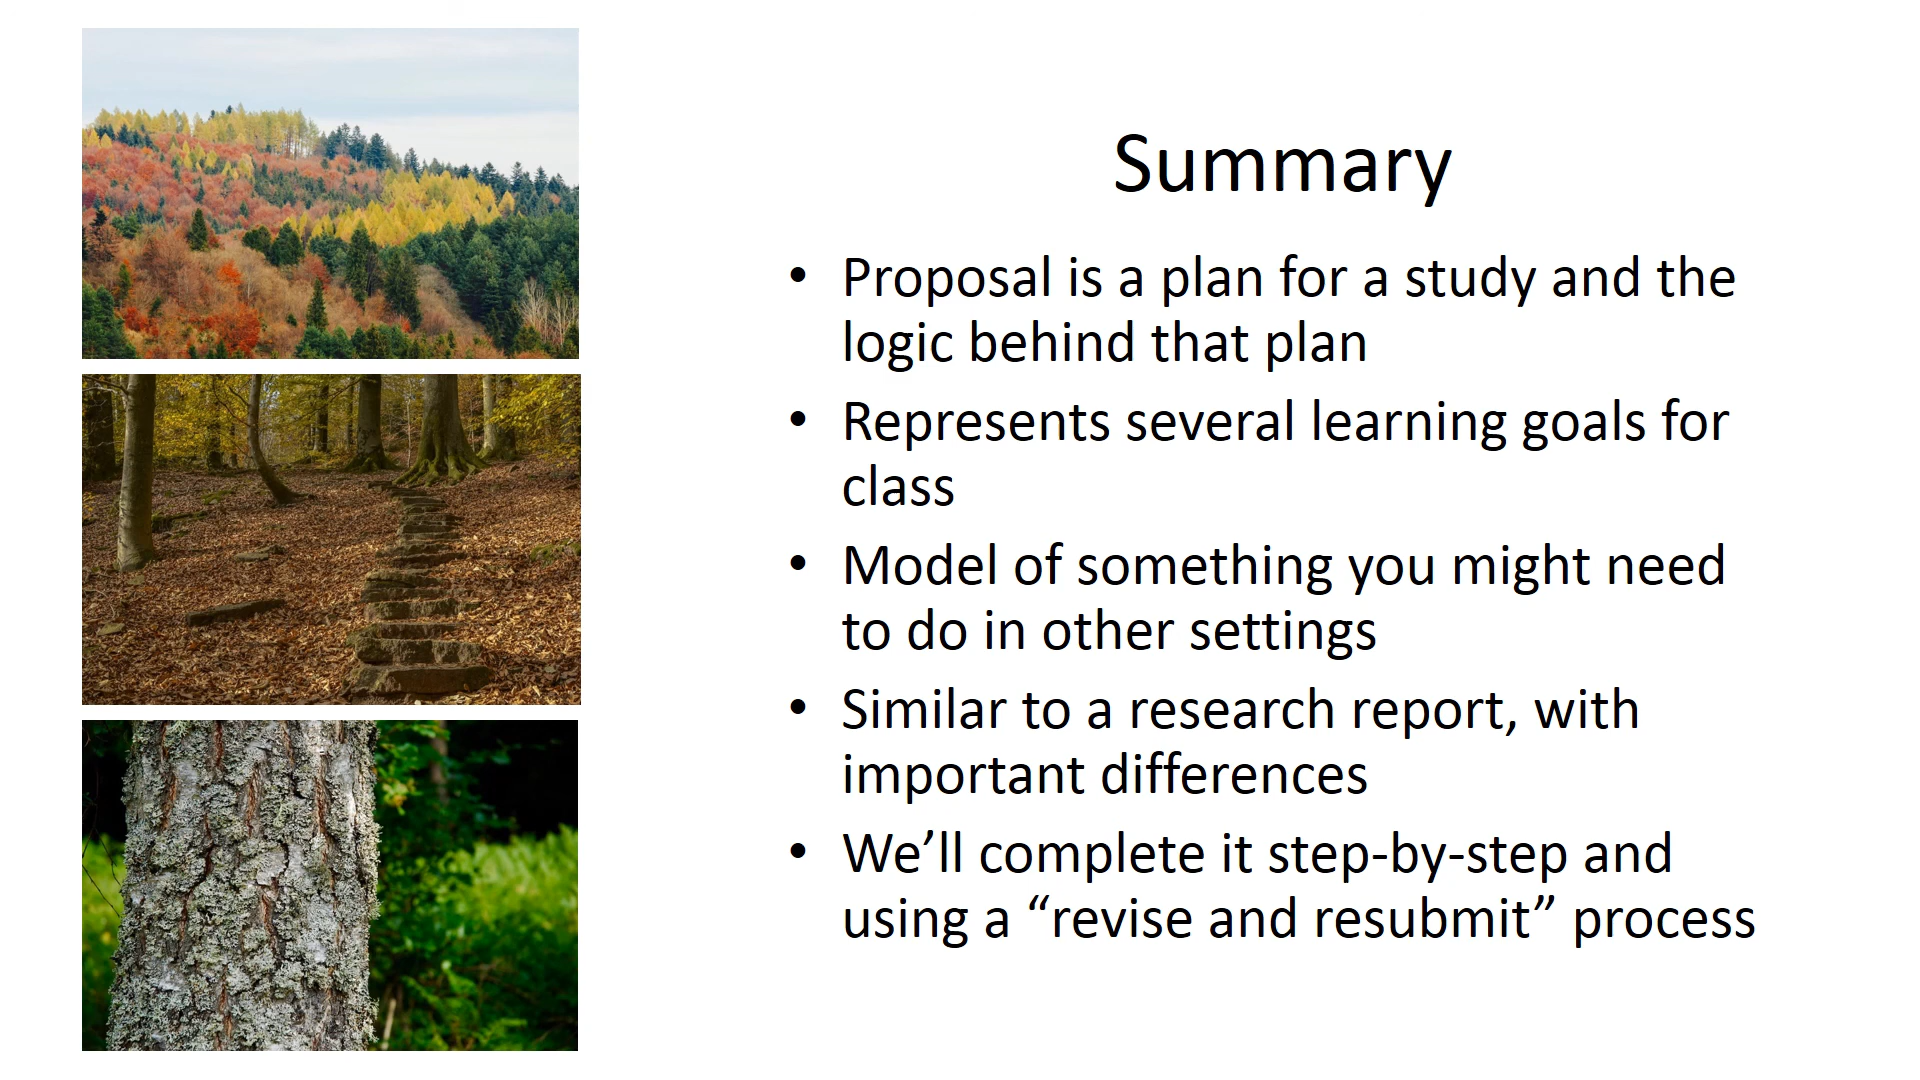 Summary
• Proposal is a plan for a study and the
logic behind that plan
• Represents several learning goals for
class
• Model of something you might need
to do in other settings
• Similar to a research report, with
important differences
• We’ll complete it step-by-step and
using a “revise and resubmit” process